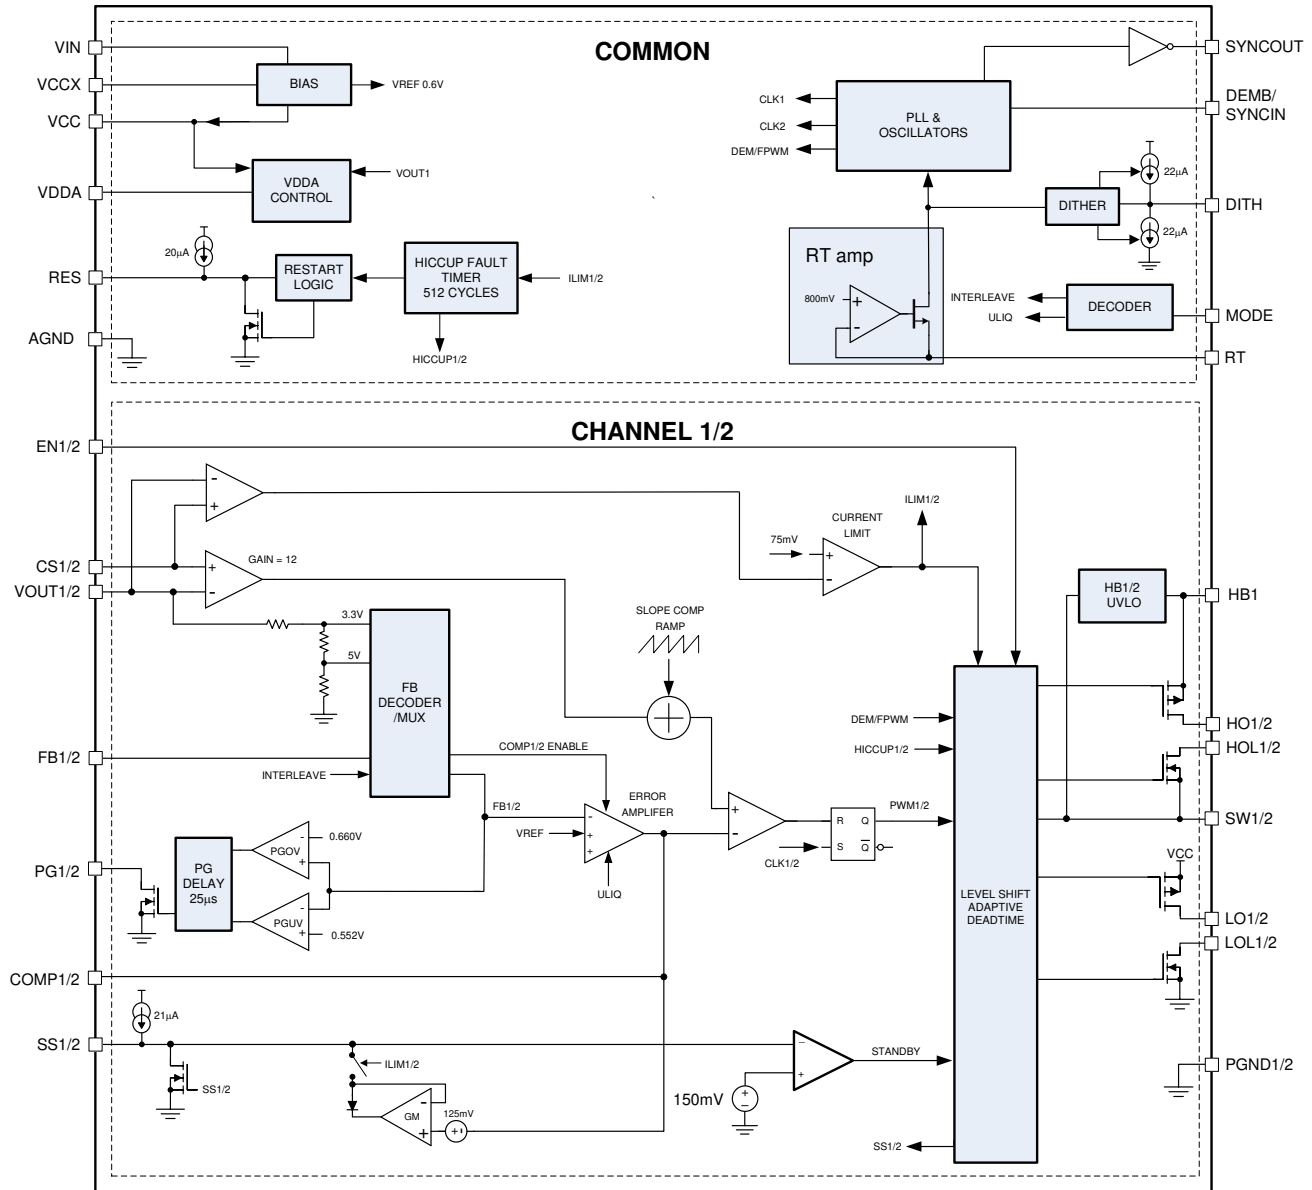 COMMON
VIN
VCCX
VCC
VDDA
RES
AGND
BIAS
VREF 0.6V
VDDA
CONTROL
VOUT1
20µA
RESTART
LOGIC
HICCUP FAULT
TIMER
512 CYCLES
ILIM1/2
HICCUP1/2
CLK1
CLK2
DEM/FPWM
PLL &
OSCILLATORS
SYNCOUT
DEMB/
SYNCIN
22µA
DITHER
DITH
22µA
RT amp
800mV
+
-
INTERLEAVE
ULIQ
DECODER
MODE
RT
CHANNEL 1/2
EN1/2
-
+
CS1/2
VOUT1/2
+
-
GAIN = 12
3.3V
5V
FB
DECODER
/MUX
FB1/2
INTERLEAVE
COMP1/2 ENABLE
SLOPE COMP
RAMP
75mV
CURRENT
LIMIT
+
-
ILIM1/2
HB1/2
UVLO
HB1
DEM/FPWM
HICCUP1/2
HO1/2
HOL1/2
SW1/2
FB1/2
VREF
ERROR
AMPLIFER
-
+
+
ULIQ
+
-
R Q
S Q
CLK1/2
PWM1/2
LEVEL SHIFT
ADAPTIVE
DEADTIME
VCC
LO1/2
LOL1/2
PG1/2
PG
DELAY
25µs
PGOV
-
+
0.660V
PGUV
-
+
0.552V
COMP1/2
21µA
SS1/2
SS1/2
ILIM1/2
GM
-
+
125mV
+
-
150mV
+
-
–
+
STANDBY
SS1/2
PGND1/2